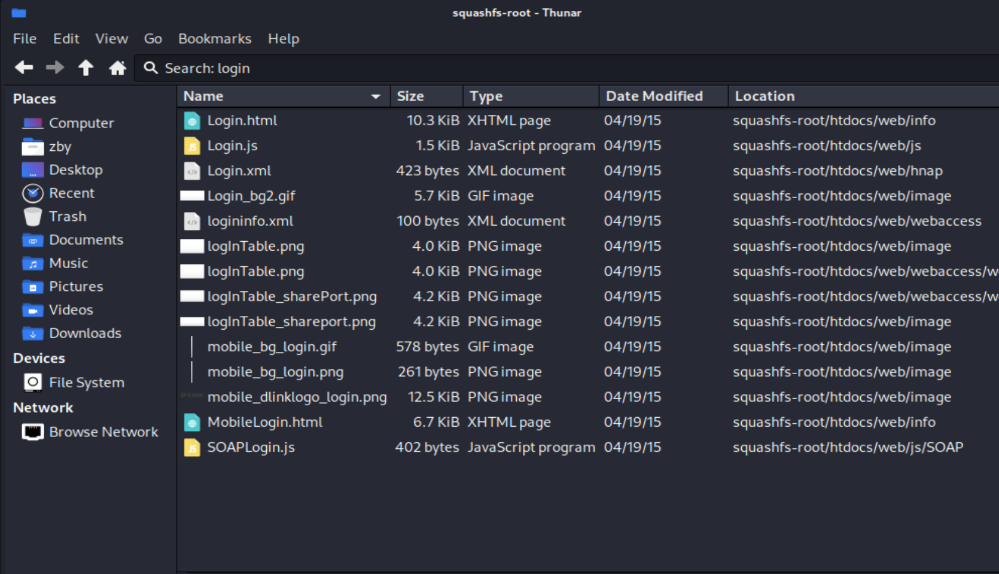 squashfs-root - Thunar
File Edit View Go Bookmarks Help
Search: login
Places
Computer
zby
Desktop
Recent
Trash
Documents
Music
Pictures
Videos
Downloads
Devices
File System
Network
Browse Network
Name Size Type Date Modified Location
Login.html 10.3 KiB XHTML page 04/19/15 squashfs-root/htdocs/web/info
Login.js 1.5 KiB JavaScript program 04/19/15 squashfs-root/htdocs/web/js
Login.xml 423 bytes XML document 04/19/15 squashfs-root/htdocs/web/hnap
Login_bg2.gif 5.7 KiB GIF image 04/19/15 squashfs-root/htdocs/web/image
logininfo.xml 100 bytes XML document 04/19/15 squashfs-root/htdocs/web/webaccess
logInTable.png 4.0 KiB PNG image 04/19/15 squashfs-root/htdocs/web/image
logInTable.png 4.0 KiB PNG image 04/19/15 squashfs-root/htdocs/web/webaccess/w
logInTable_sharePort.png 4.2 KiB PNG image 04/19/15 squashfs-root/htdocs/web/webaccess/w
logInTable_shareport.png 4.2 KiB PNG image 04/19/15 squashfs-root/htdocs/web/image
mobile_bg_login.gif 578 bytes GIF image 04/19/15 squashfs-root/htdocs/web/image
mobile_bg_login.png 261 bytes PNG image 04/19/15 squashfs-root/htdocs/web/image
D-Link mobile_dlinklogo_login.png 12.5 KiB PNG image 04/19/15 squashfs-root/htdocs/web/image
MobileLogin.html 6.7 KiB XHTML page 04/19/15 squashfs-root/htdocs/web/info
SOAPLogin.js 402 bytes JavaScript program 04/19/15 squashfs-root/htdocs/web/js/SOAP